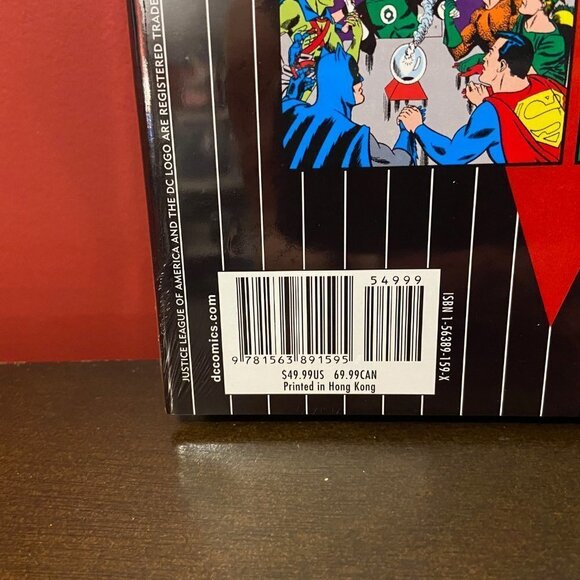 JUSTICE LEAGUE OF AMERICA AND THE DC LOGO ARE REGISTERED TRADE
dccomics.com
54999
9 781563 891595
$49.99US 69.99CAN
Printed in Hong Kong
ISBN 1-56389-159-X
S